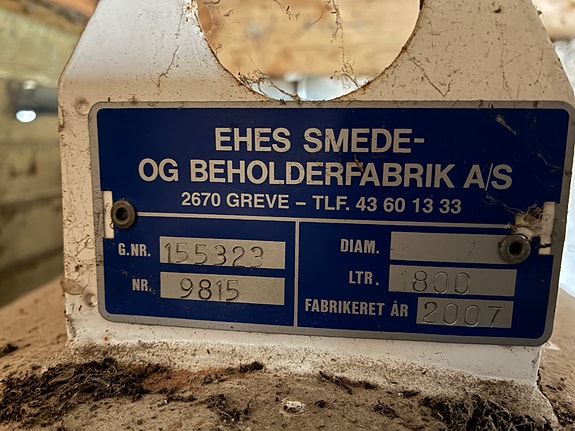 EHES SMEDE-
OG BEHOLDERFABRIK A/S
2670 GREVE – TLF. 43 60 13 33
G.NR. 155323
NR. 9815
DIAM.
LTR. 1800
FABRIKERET ÅR 2007